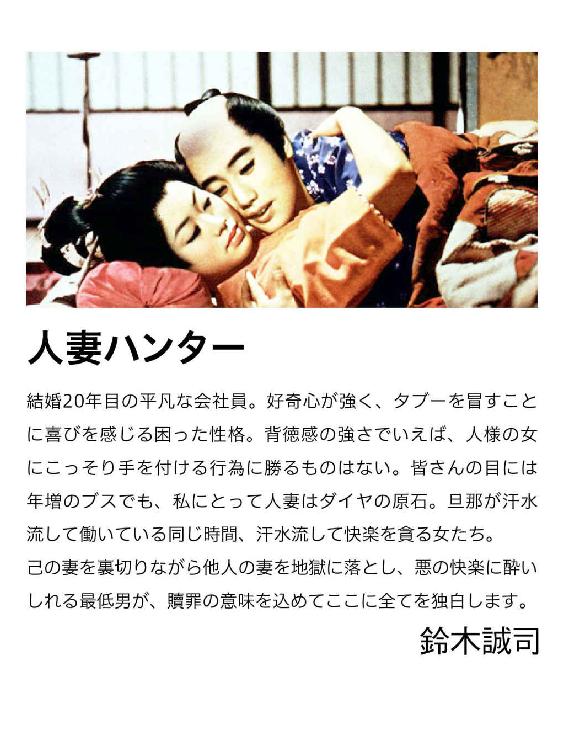 人妻ハンター
結婚20年目の平凡な会社員。好奇心が強く、タブーを冒すこと
に喜びを感じる困った性格。背徳感の強さでいえば、人様の女
にこっそり手を付ける行為に勝るものはない。皆さんの目には
年増のブスでも、私にとって人妻はダイヤの原石。旦那が汗水
流して働いている同じ時間、汗水流して快楽を貪る女たち。
己の妻を裏切りながら他人の妻を地獄に落とし、悪の快楽に酔い
しれる最低男が、贖罪の意味を込めてここに全てを独白します。
鈴木誠司